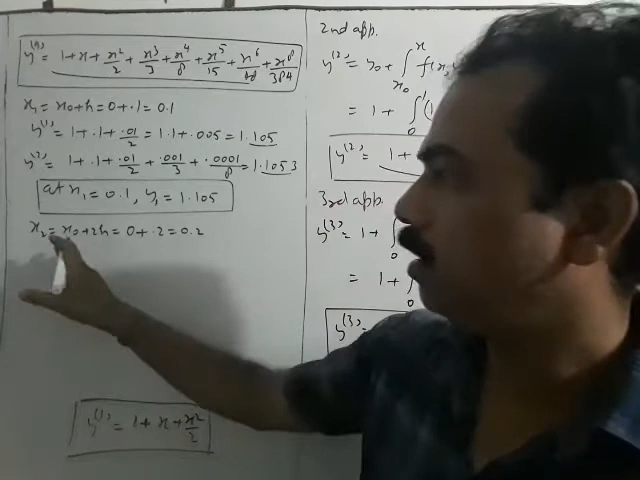 y⁽⁴⁾ = 1 + x + x²/2 + x³/3 + x⁴/8 + x⁵/15 + x⁶/48 + x⁸/384
x₁ = x₀ + h = 0 + .1 = 0.1
y⁽¹⁾ = 1 + .1 + .01/2 = 1.1 + .005 = 1.105
y⁽²⁾ = 1 + .1 + .01/2 + .001/3 + .0001/8 = 1.1053
at x₁ = 0.1, y₁ = 1.105
x₂ = x₀ + 2h = 0 + .2 = 0.2
y⁽¹⁾ = 1 + x + x²/2
2nd app.
y⁽²⁾ = y₀ + ∫ₓ₀ˣ f(x,
= 1 + ∫₀ (1
y⁽²⁾ = 1 +
3rd app.
y⁽³⁾ = 1 + ∫₀
= 1 + ∫₀
y⁽³⁾ =